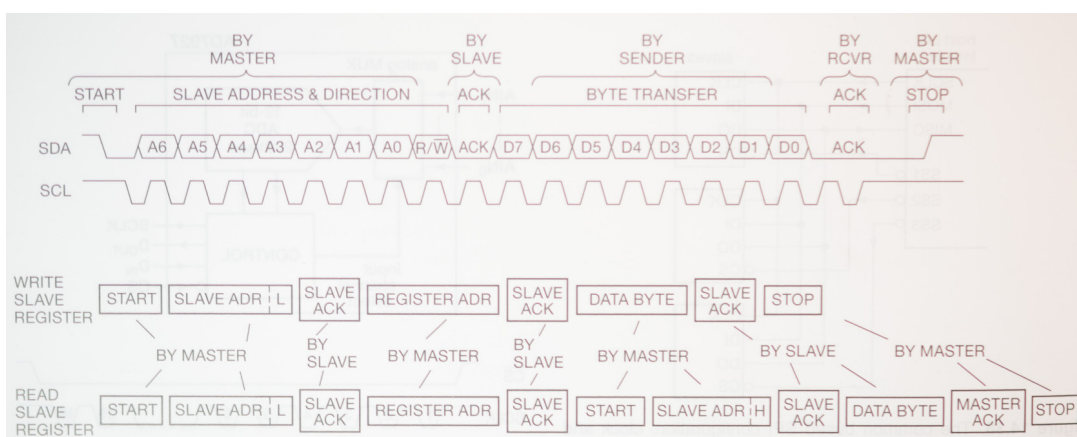 BY MASTER
BY SLAVE
BY SENDER
BY RCVR
BY MASTER
START SLAVE ADDRESS & DIRECTION ACK BYTE TRANSFER ACK STOP
SDA A6 A5 A4 A3 A2 A1 A0 R/W̅ ACK D7 D6 D5 D4 D3 D2 D1 D0 ACK
SCL
WRITE SLAVE REGISTER
START SLAVE ADR L SLAVE ACK REGISTER ADR SLAVE ACK DATA BYTE SLAVE ACK STOP
BY MASTER BY SLAVE BY MASTER BY SLAVE BY MASTER BY SLAVE BY MASTER
READ SLAVE REGISTER
START SLAVE ADR L SLAVE ACK REGISTER ADR SLAVE ACK START SLAVE ADR H SLAVE ACK DATA BYTE MASTER ACK STOP